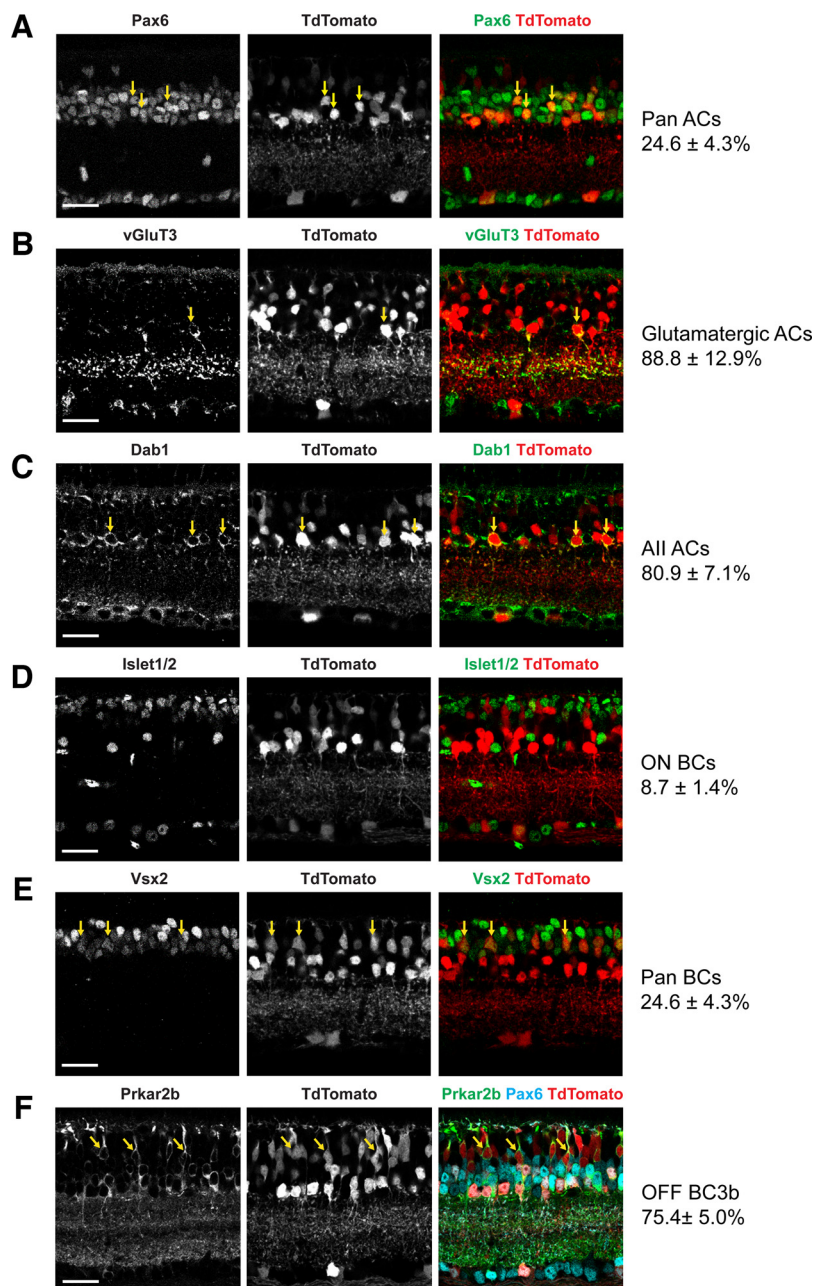 A
Pax6 TdTomato Pax6 TdTomato
Pan ACs
24.6 ± 4.3%
B
vGluT3 TdTomato vGluT3 TdTomato
Glutamatergic ACs
88.8 ± 12.9%
C
Dab1 TdTomato Dab1 TdTomato
AII ACs
80.9 ± 7.1%
D
Islet1/2 TdTomato Islet1/2 TdTomato
ON BCs
8.7 ± 1.4%
E
Vsx2 TdTomato Vsx2 TdTomato
Pan BCs
24.6 ± 4.3%
F
Prkar2b TdTomato Prkar2b Pax6 TdTomato
OFF BC3b
75.4± 5.0%